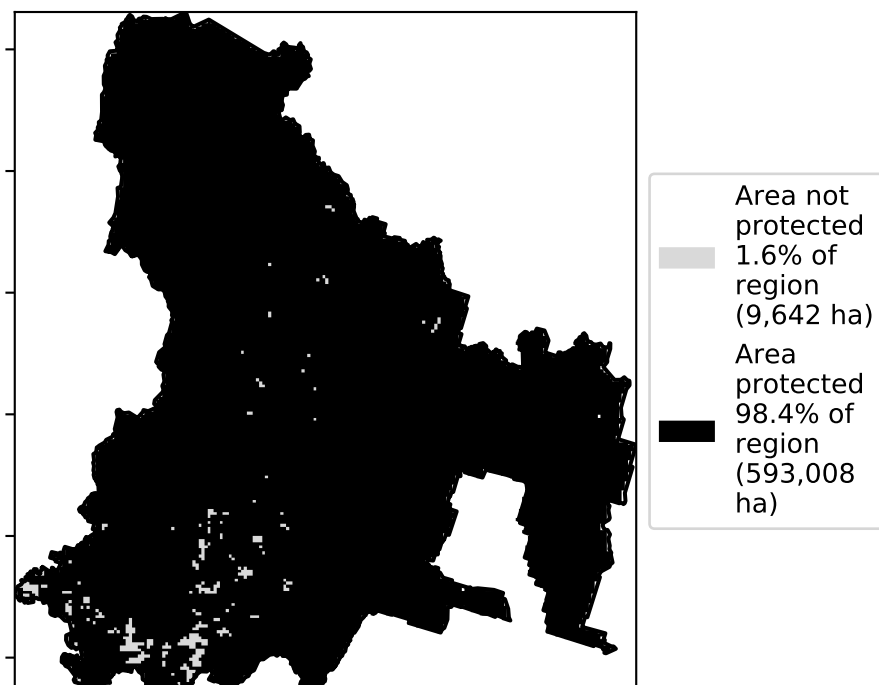 Area not
protected
1.6% of
region
(9,642 ha)
Area
protected
98.4% of
region
(593,008
ha)